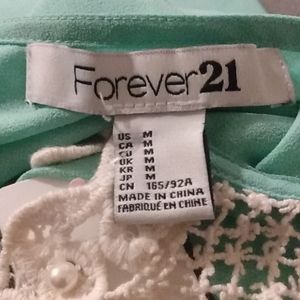 Forever21
US M
CA M
EU M
UK M
KR M
JP M
CN 165/92A
MADE IN CHINA
FABRIQUÉ EN CHINE